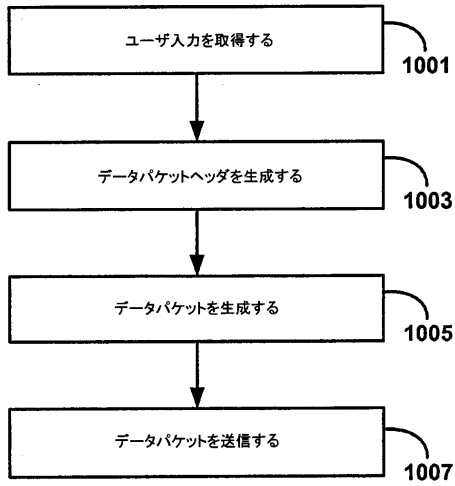 ユーザ入力を取得する
1001
データパケットヘッダを生成する
1003
データパケットを生成する
1005
データパケットを送信する
1007